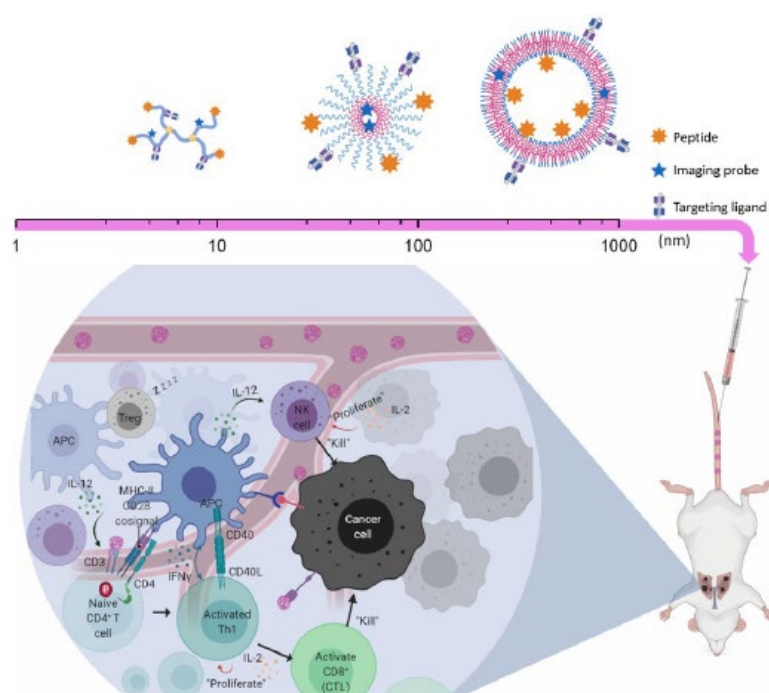 Peptide
Imaging probe
Targeting ligand
1 10 100 1000 (nm)
z z z z
Treg
IL-12
NK
cell
"Proliferate"
IL-2
APC
"Kill"
IL-12
MHC-II
CD28
cosignal
APC
Cancer
cell
CD40
CD3
CD4
IFNγ
CD40L
P
Naive
CD4⁺ T
cell
Activated
Th1
"Kill"
IL-2
"Proliferate"
Activate
CD8⁺
(CTL)